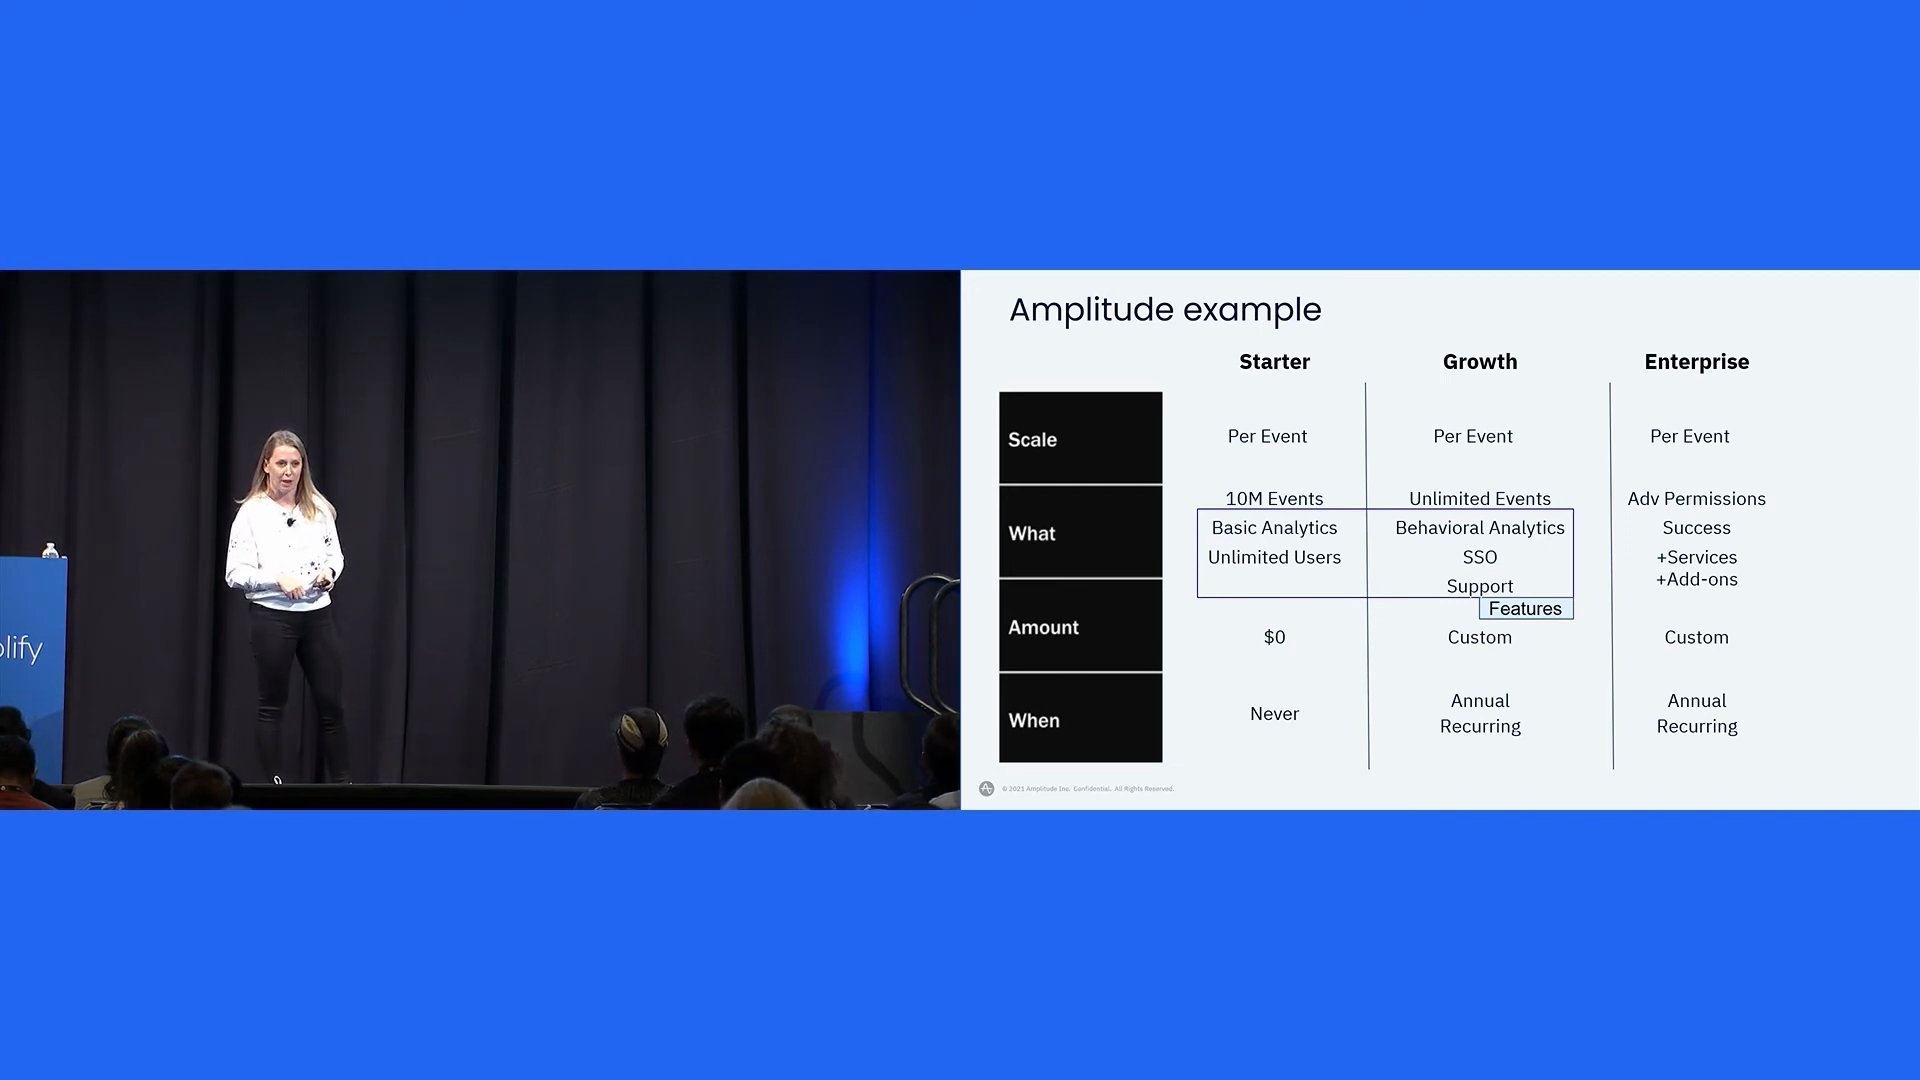 lify
Amplitude example
Starter Growth Enterprise
Scale Per Event Per Event Per Event
What
10M Events Unlimited Events Adv Permissions
Basic Analytics Behavioral Analytics Success
Unlimited Users SSO +Services
Support +Add-ons
Features
Amount $0 Custom Custom
When Never Annual Recurring Annual Recurring
© 2021 Amplitude Inc. Confidential. All Rights Reserved.